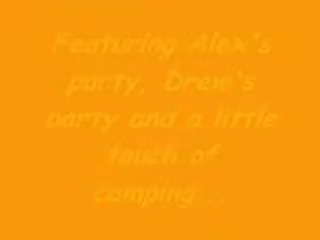 Featuring Alex's
party, Drew's
party and a little
touch of
camping...